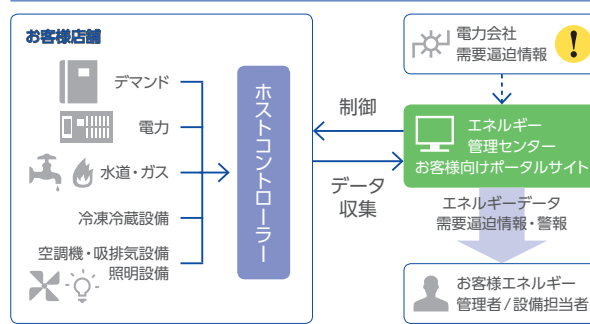 お客様店舗
デマンド
電力
水道・ガス
冷凍冷蔵設備
空調機・吸排気設備
照明設備
ホストコントローラー
制御
データ
収集
電力会社
需要逼迫情報
!
エネルギー
管理センター
お客様向けポータルサイト
エネルギーデータ
需要逼迫情報・警報
お客様エネルギー
管理者/設備担当者